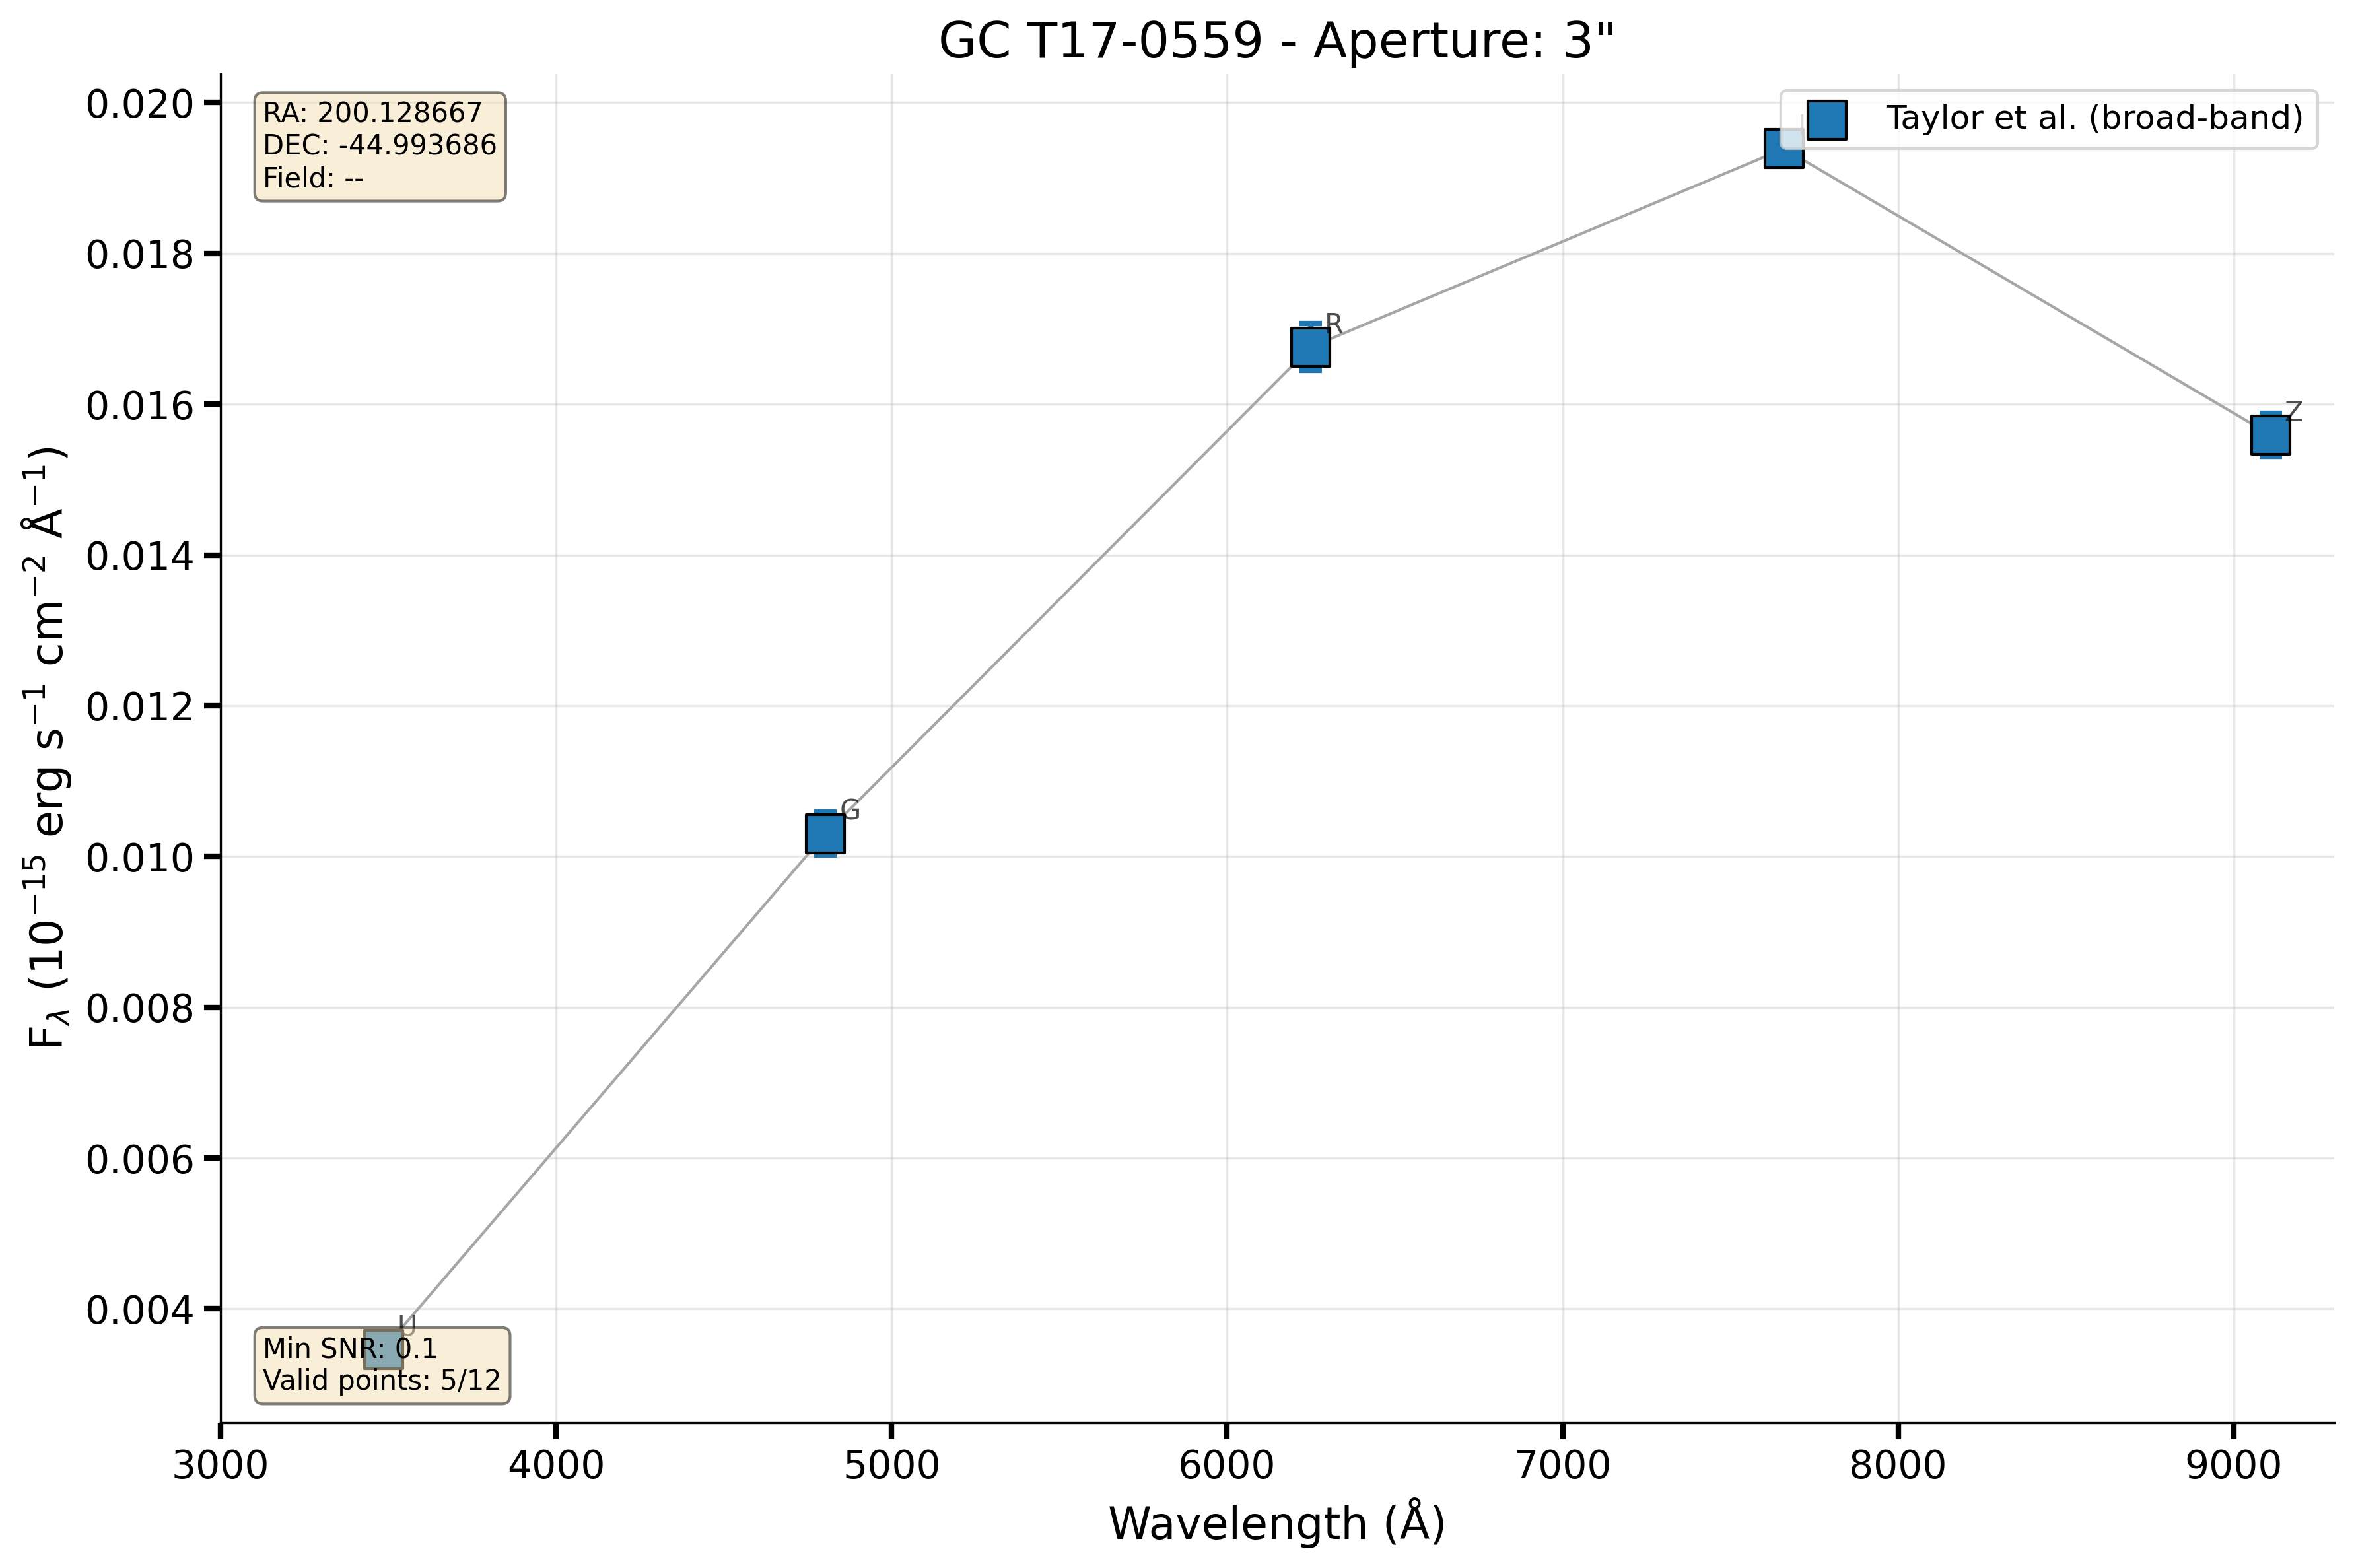 GC T17-0559 - Aperture: 3"
RA: 200.128667
DEC: -44.993686
Field: --
Taylor et al. (broad-band)
0.020
0.018
0.016
0.014
0.012
0.010
0.008
0.006
0.004
F_λ (10⁻¹⁵ erg s⁻¹ cm⁻² Å⁻¹)
R
Z
G
U
Min SNR: 0.1
Valid points: 5/12
3000 4000 5000 6000 7000 8000 9000
Wavelength (Å)